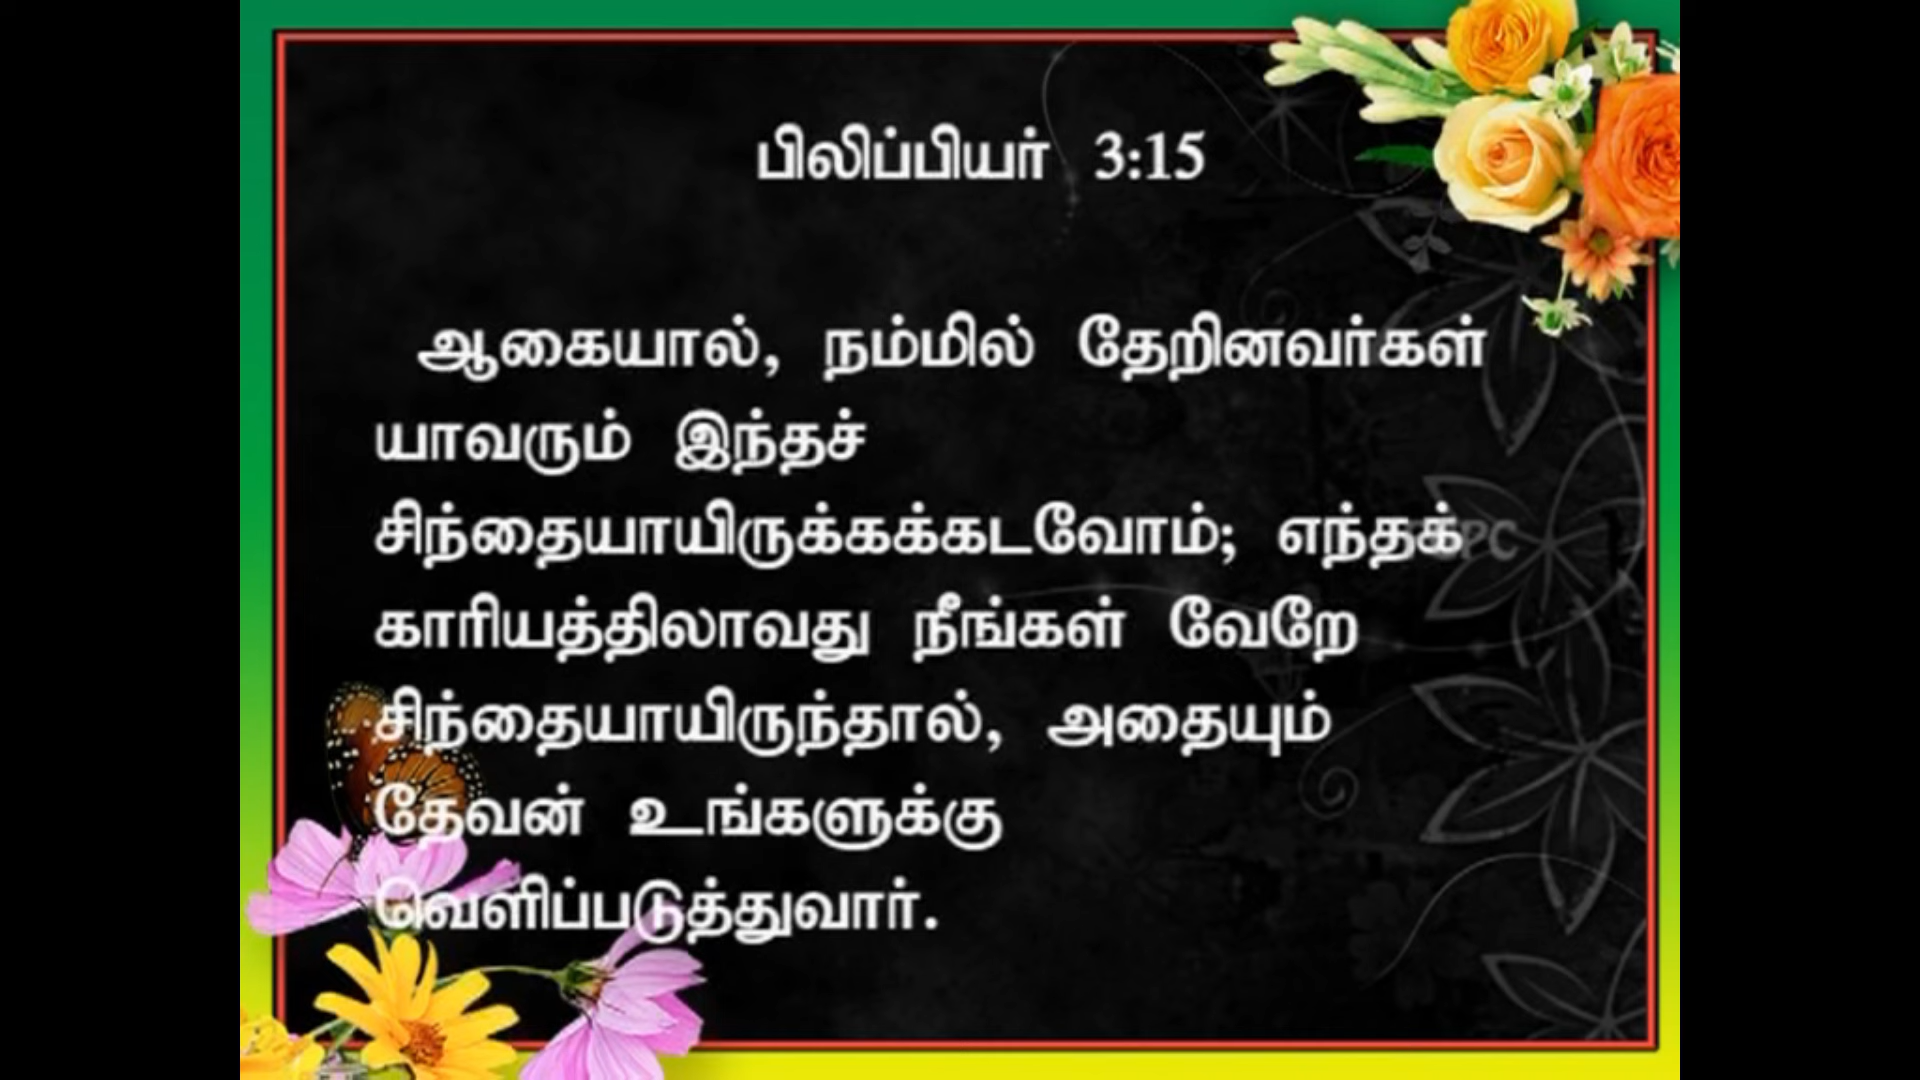 பிலிப்பியர் 3:15
ஆகையால், நம்மில் தேறினவர்கள்
யாவரும் இந்தச்
சிந்தையாயிருக்கக்கடவோம்; எந்தக்
காரியத்திலாவது நீங்கள் வேறே
சிந்தையாயிருந்தால், அதையும்
தேவன் உங்களுக்கு
வெளிப்படுத்துவார்.